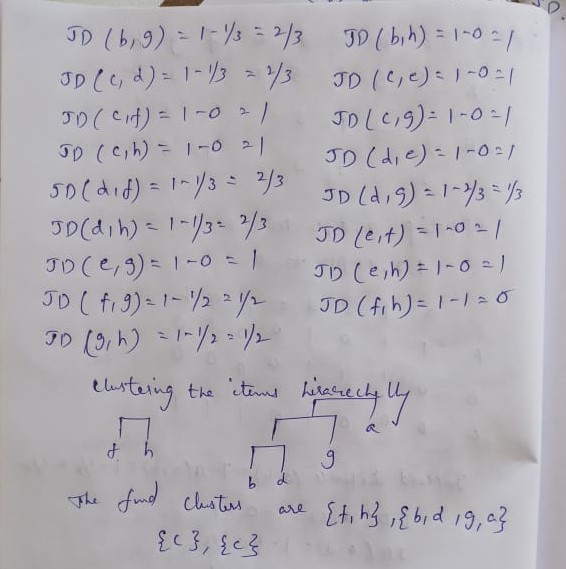 JD (b,g) = 1-1/3 = 2/3 JD (b,h) = 1-0 = 1
JD (c,d) = 1-1/3 = 2/3 JD (c,e) = 1-0 = 1
JD (c,f) = 1-0 = 1 JD (c,g) = 1-0 = 1
JD (c,h) = 1-0 = 1 JD (d,e) = 1-0 = 1
JD (d,f) = 1-1/3 = 2/3 JD (d,g) = 1-2/3 = 1/3
JD (d,h) = 1-1/3 = 2/3 JD (e,f) = 1-0 = 1
JD (e,g) = 1-0 = 1 JD (e,h) = 1-0 = 1
JD (f,g) = 1-1/2 = 1/2 JD (f,h) = 1-1 = 0
JD (g,h) = 1-1/2 = 1/2
clustering the items
a
f h g
b d
The clusters are {f,h}, {b,d,g,a}
{c}, {c}